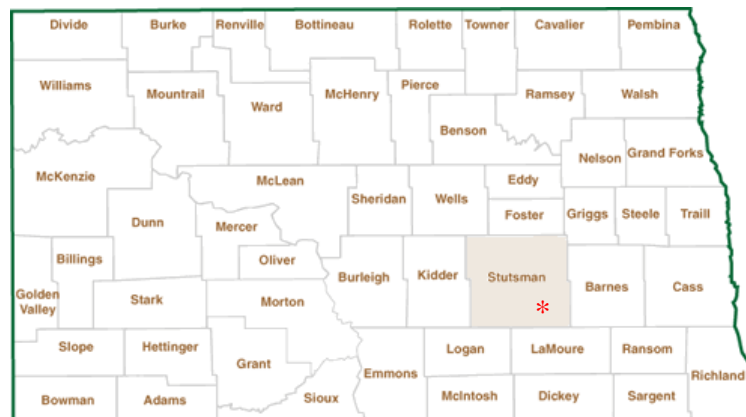 Divide
Burke
Renville
Bottineau
Rolette
Towner
Cavalier
Pembina
Williams
Mountrail
Ward
McHenry
Pierce
Ramsey
Walsh
Benson
Nelson
Grand Forks
McKenzie
McLean
Sheridan
Wells
Eddy
Foster
Griggs
Steele
Traill
Dunn
Mercer
Billings
Oliver
Burleigh
Kidder
Stutsman
Barnes
Cass
Golden
Valley
Stark
Morton
*
Slope
Hettinger
Grant
Emmons
Logan
LaMoure
Ransom
Richland
Bowman
Adams
Sioux
McIntosh
Dickey
Sargent